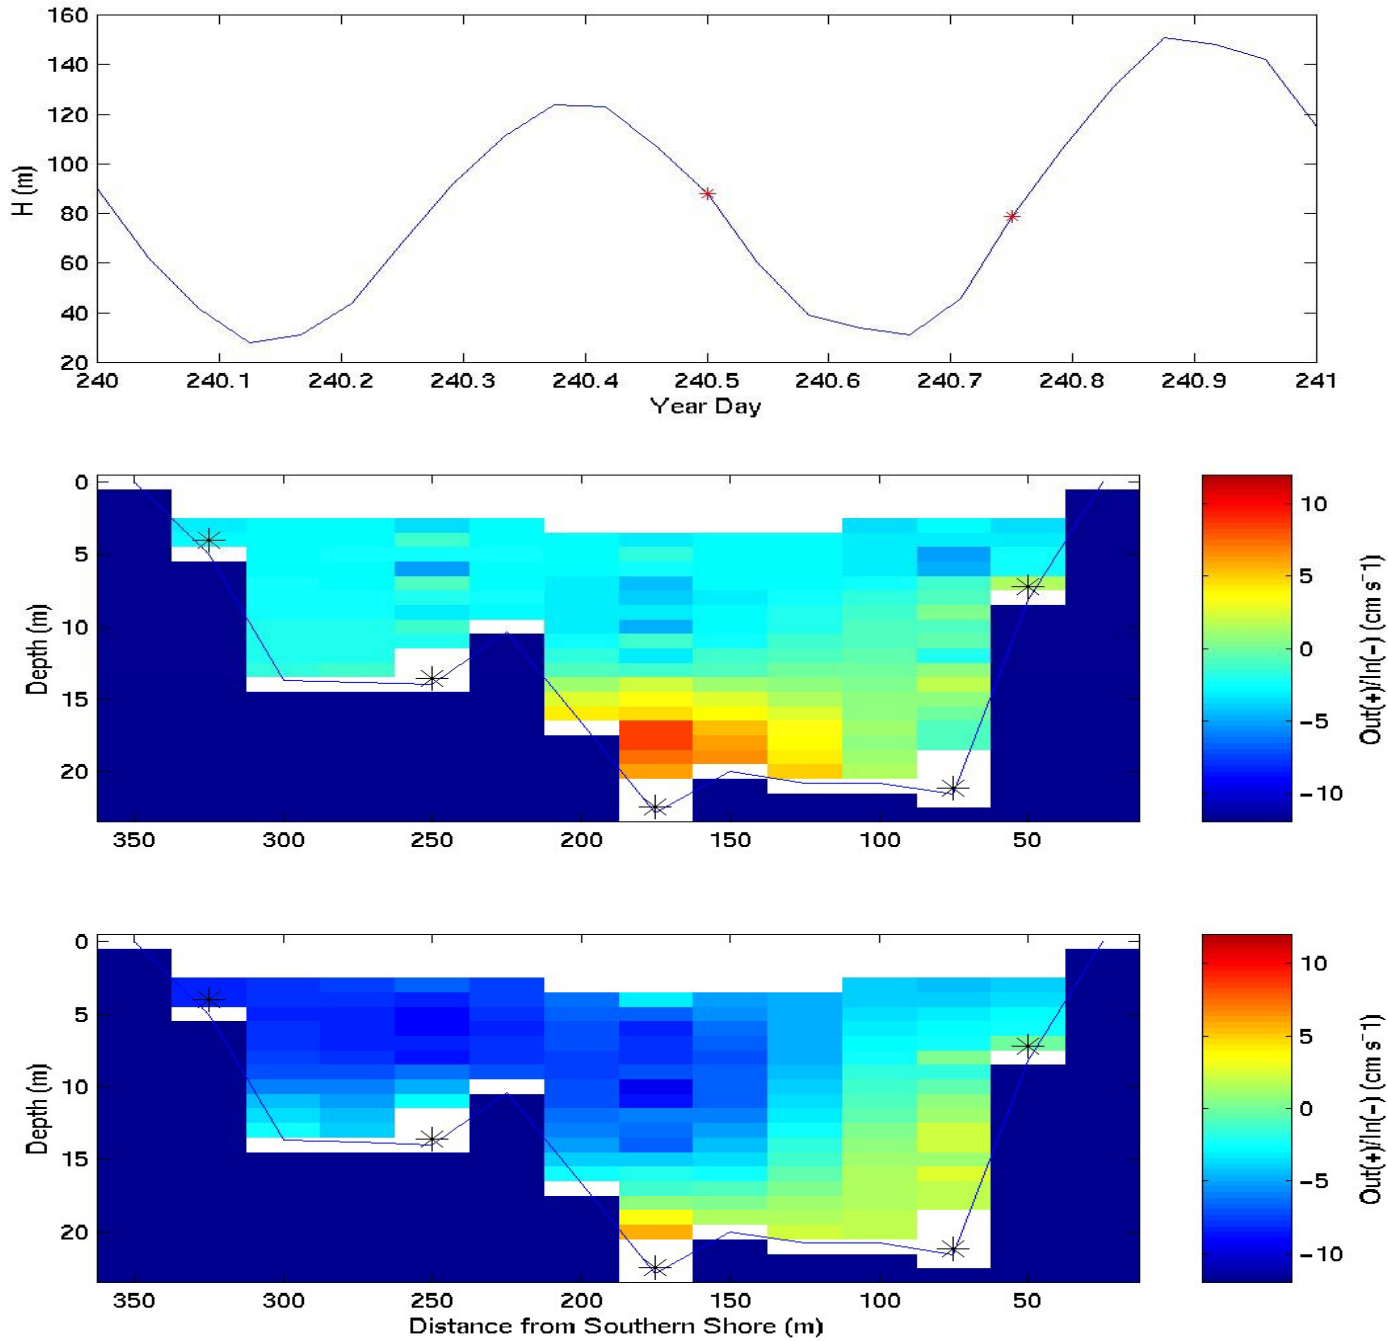 160
140
120
100
80
60
40
20
H (m)
240 240.1 240.2 240.3 240.4 240.5 240.6 240.7 240.8 240.9 241
Year Day
0
5
10
15
20
Depth (m)
350 300 250 200 150 100 50
10
5
0
−5
−10
Out(+)/In(−) (cm s⁻¹)
0
5
10
15
20
Depth (m)
350 300 250 200 150 100 50
Distance from Southern Shore (m)
10
5
0
−5
−10
Out(+)/In(−) (cm s⁻¹)